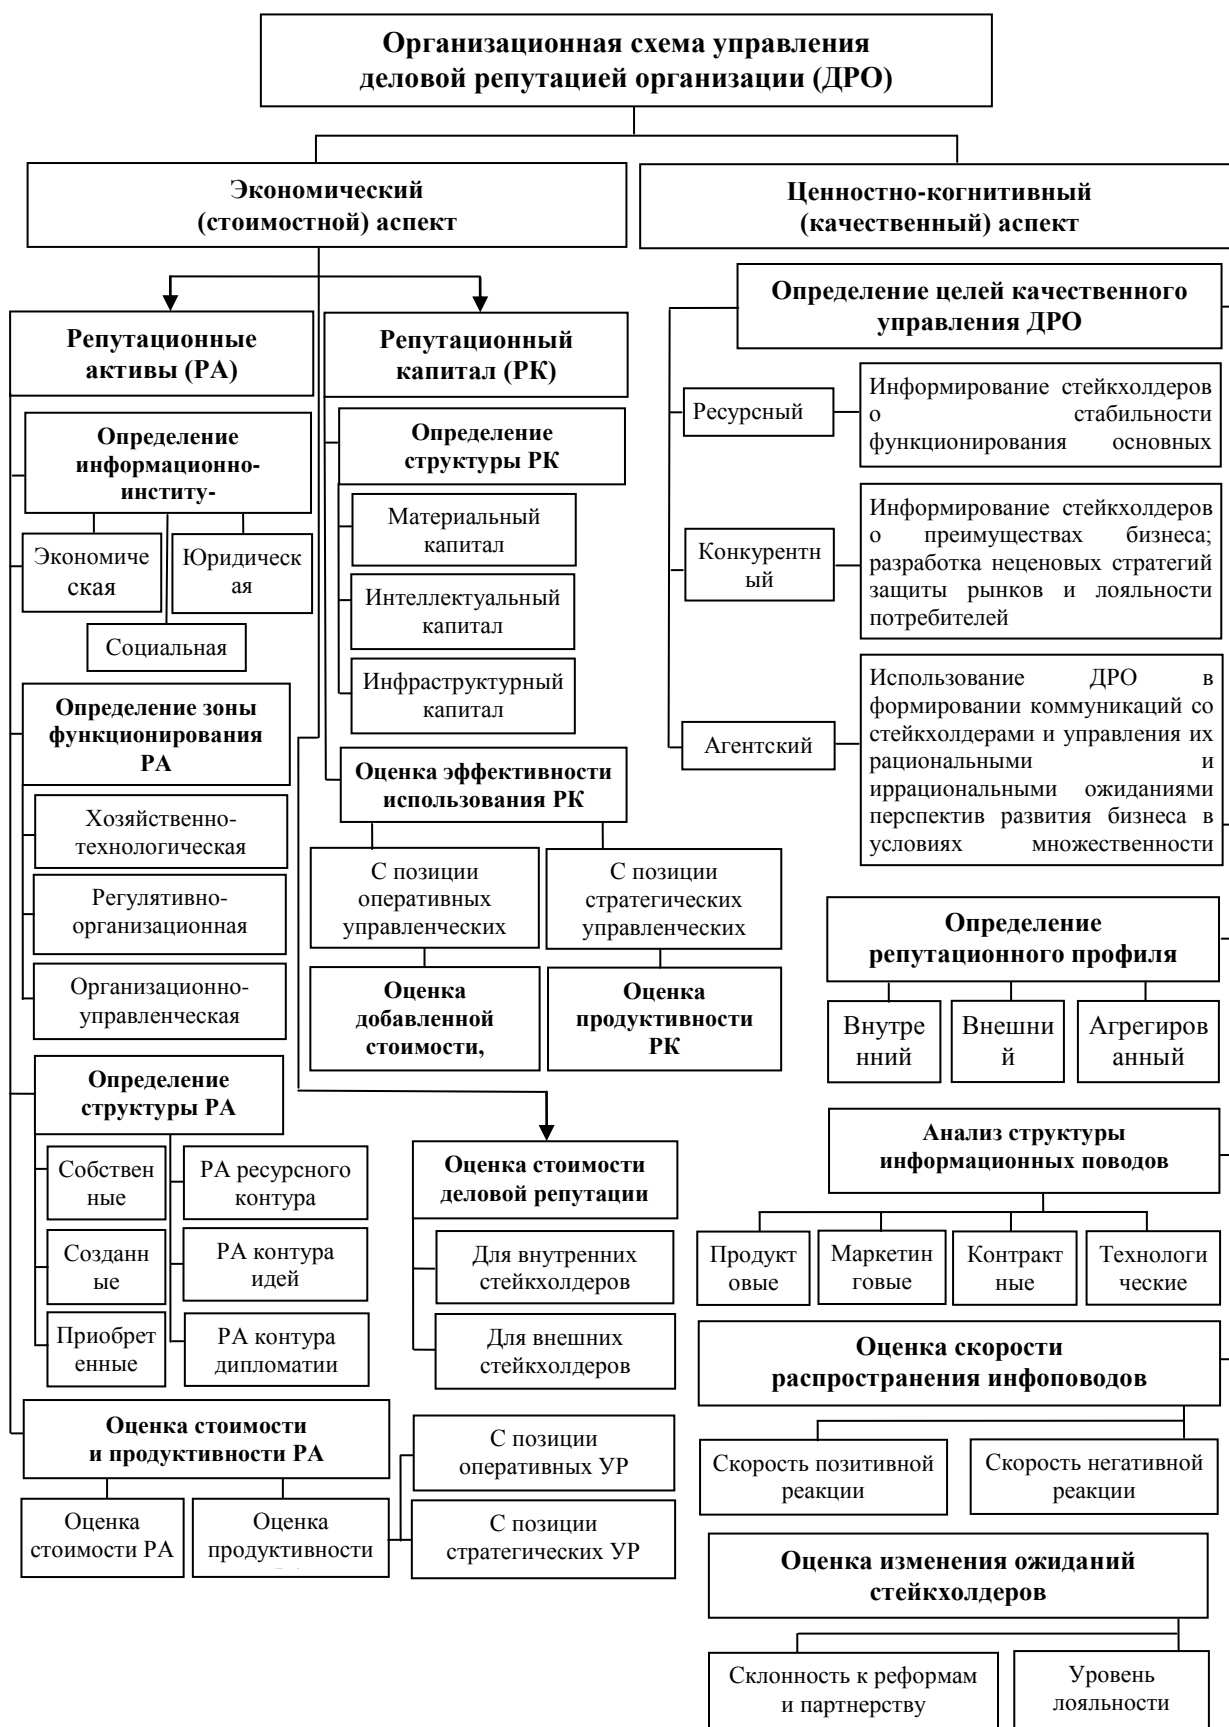 Организационная схема управления
деловой репутацией организации (ДРО)
Экономический
(стоимостной) аспект
Репутационные
активы (РА)
Определение
информационно-
институ-
Экономиче
ская
Юридическ
ая
Социальная
Определение зоны
функционирования
РА
Хозяйственно-
технологическая
Регулятивно-
организационная
Организационно-
управленческая
Определение
структуры РА
Собствен
ные
Созданн
ые
Приобрет
енные
РА ресурсного
контура
РА контура
идей
РА контура
дипломатии
Оценка стоимости
и продуктивности РА
Оценка
стоимости РА
Оценка
продуктивности
С позиции
оперативных УР
С позиции
стратегических УР
Репутационный
капитал (РК)
Определение
структуры РК
Материальный
капитал
Интеллектуальный
капитал
Инфраструктурный
капитал
Оценка эффективности
использования РК
С позиции
оперативных
управленческих
Оценка
добавленной
стоимости,
С позиции
стратегических
управленческих
Оценка
продуктивности
РК
Оценка стоимости
деловой репутации
Для внутренних
стейкхолдеров
Для внешних
стейкхолдеров
Ценностно-когнитивный
(качественный) аспект
Определение целей качественного
управления ДРО
Ресурсный
Информирование стейкхолдеров
о стабильности
функционирования основных
Конкурентн
ый
Информирование стейкхолдеров
о преимуществах бизнеса;
разработка неценовых стратегий
защиты рынков и лояльности
потребителей
Агентский
Использование ДРО в
формировании коммуникаций со
стейкхолдерами и управления их
рациональными и
иррациональными ожиданиями
перспектив развития бизнеса в
условиях множественности
Определение
репутационного профиля
Внутре
нний
Внешни
й
Агрегиров
анный
Анализ структуры
информационных поводов
Продукт
овые
Маркетин
говые
Контракт
ные
Технологи
ческие
Оценка скорости
распространения инфоповодов
Скорость позитивной
реакции
Скорость негативной
реакции
Оценка изменения ожиданий
стейкхолдеров
Склонность к реформам
и партнерству
Уровень
лояльности